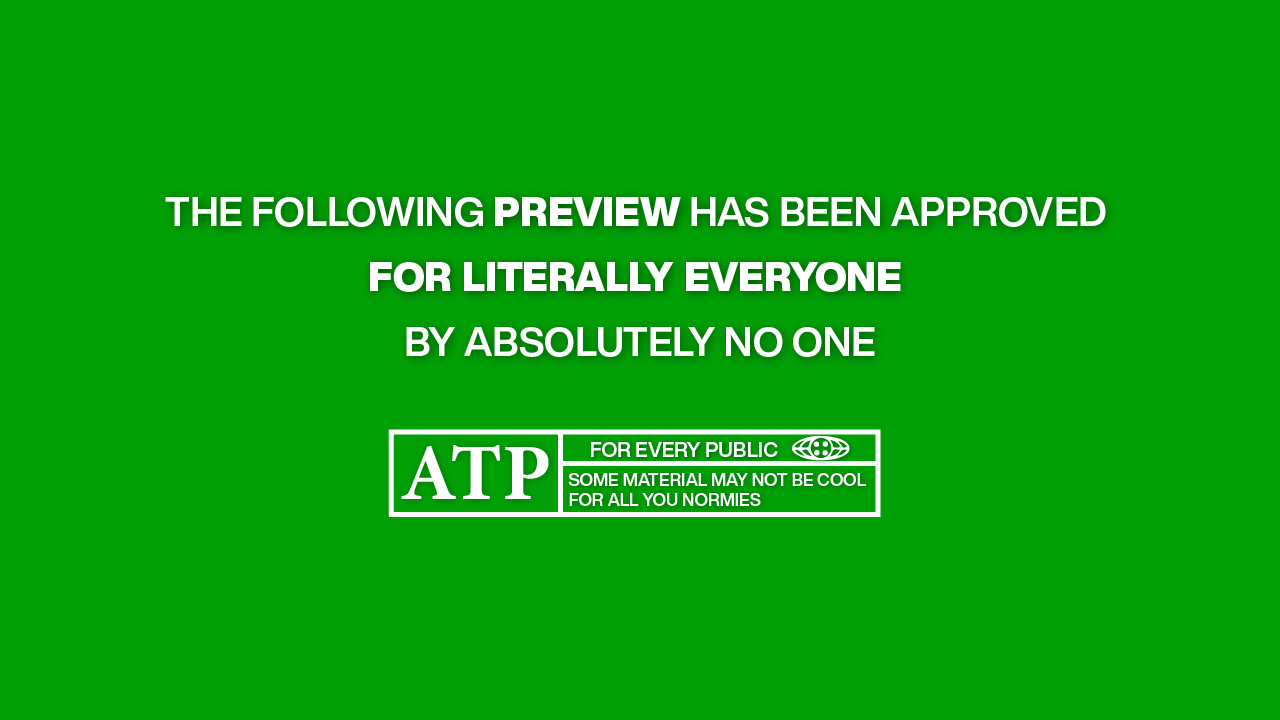 THE FOLLOWING PREVIEW HAS BEEN APPROVED
FOR LITERALLY EVERYONE
BY ABSOLUTELY NO ONE
ATP
FOR EVERY PUBLIC
SOME MATERIAL MAY NOT BE COOL
FOR ALL YOU NORMIES